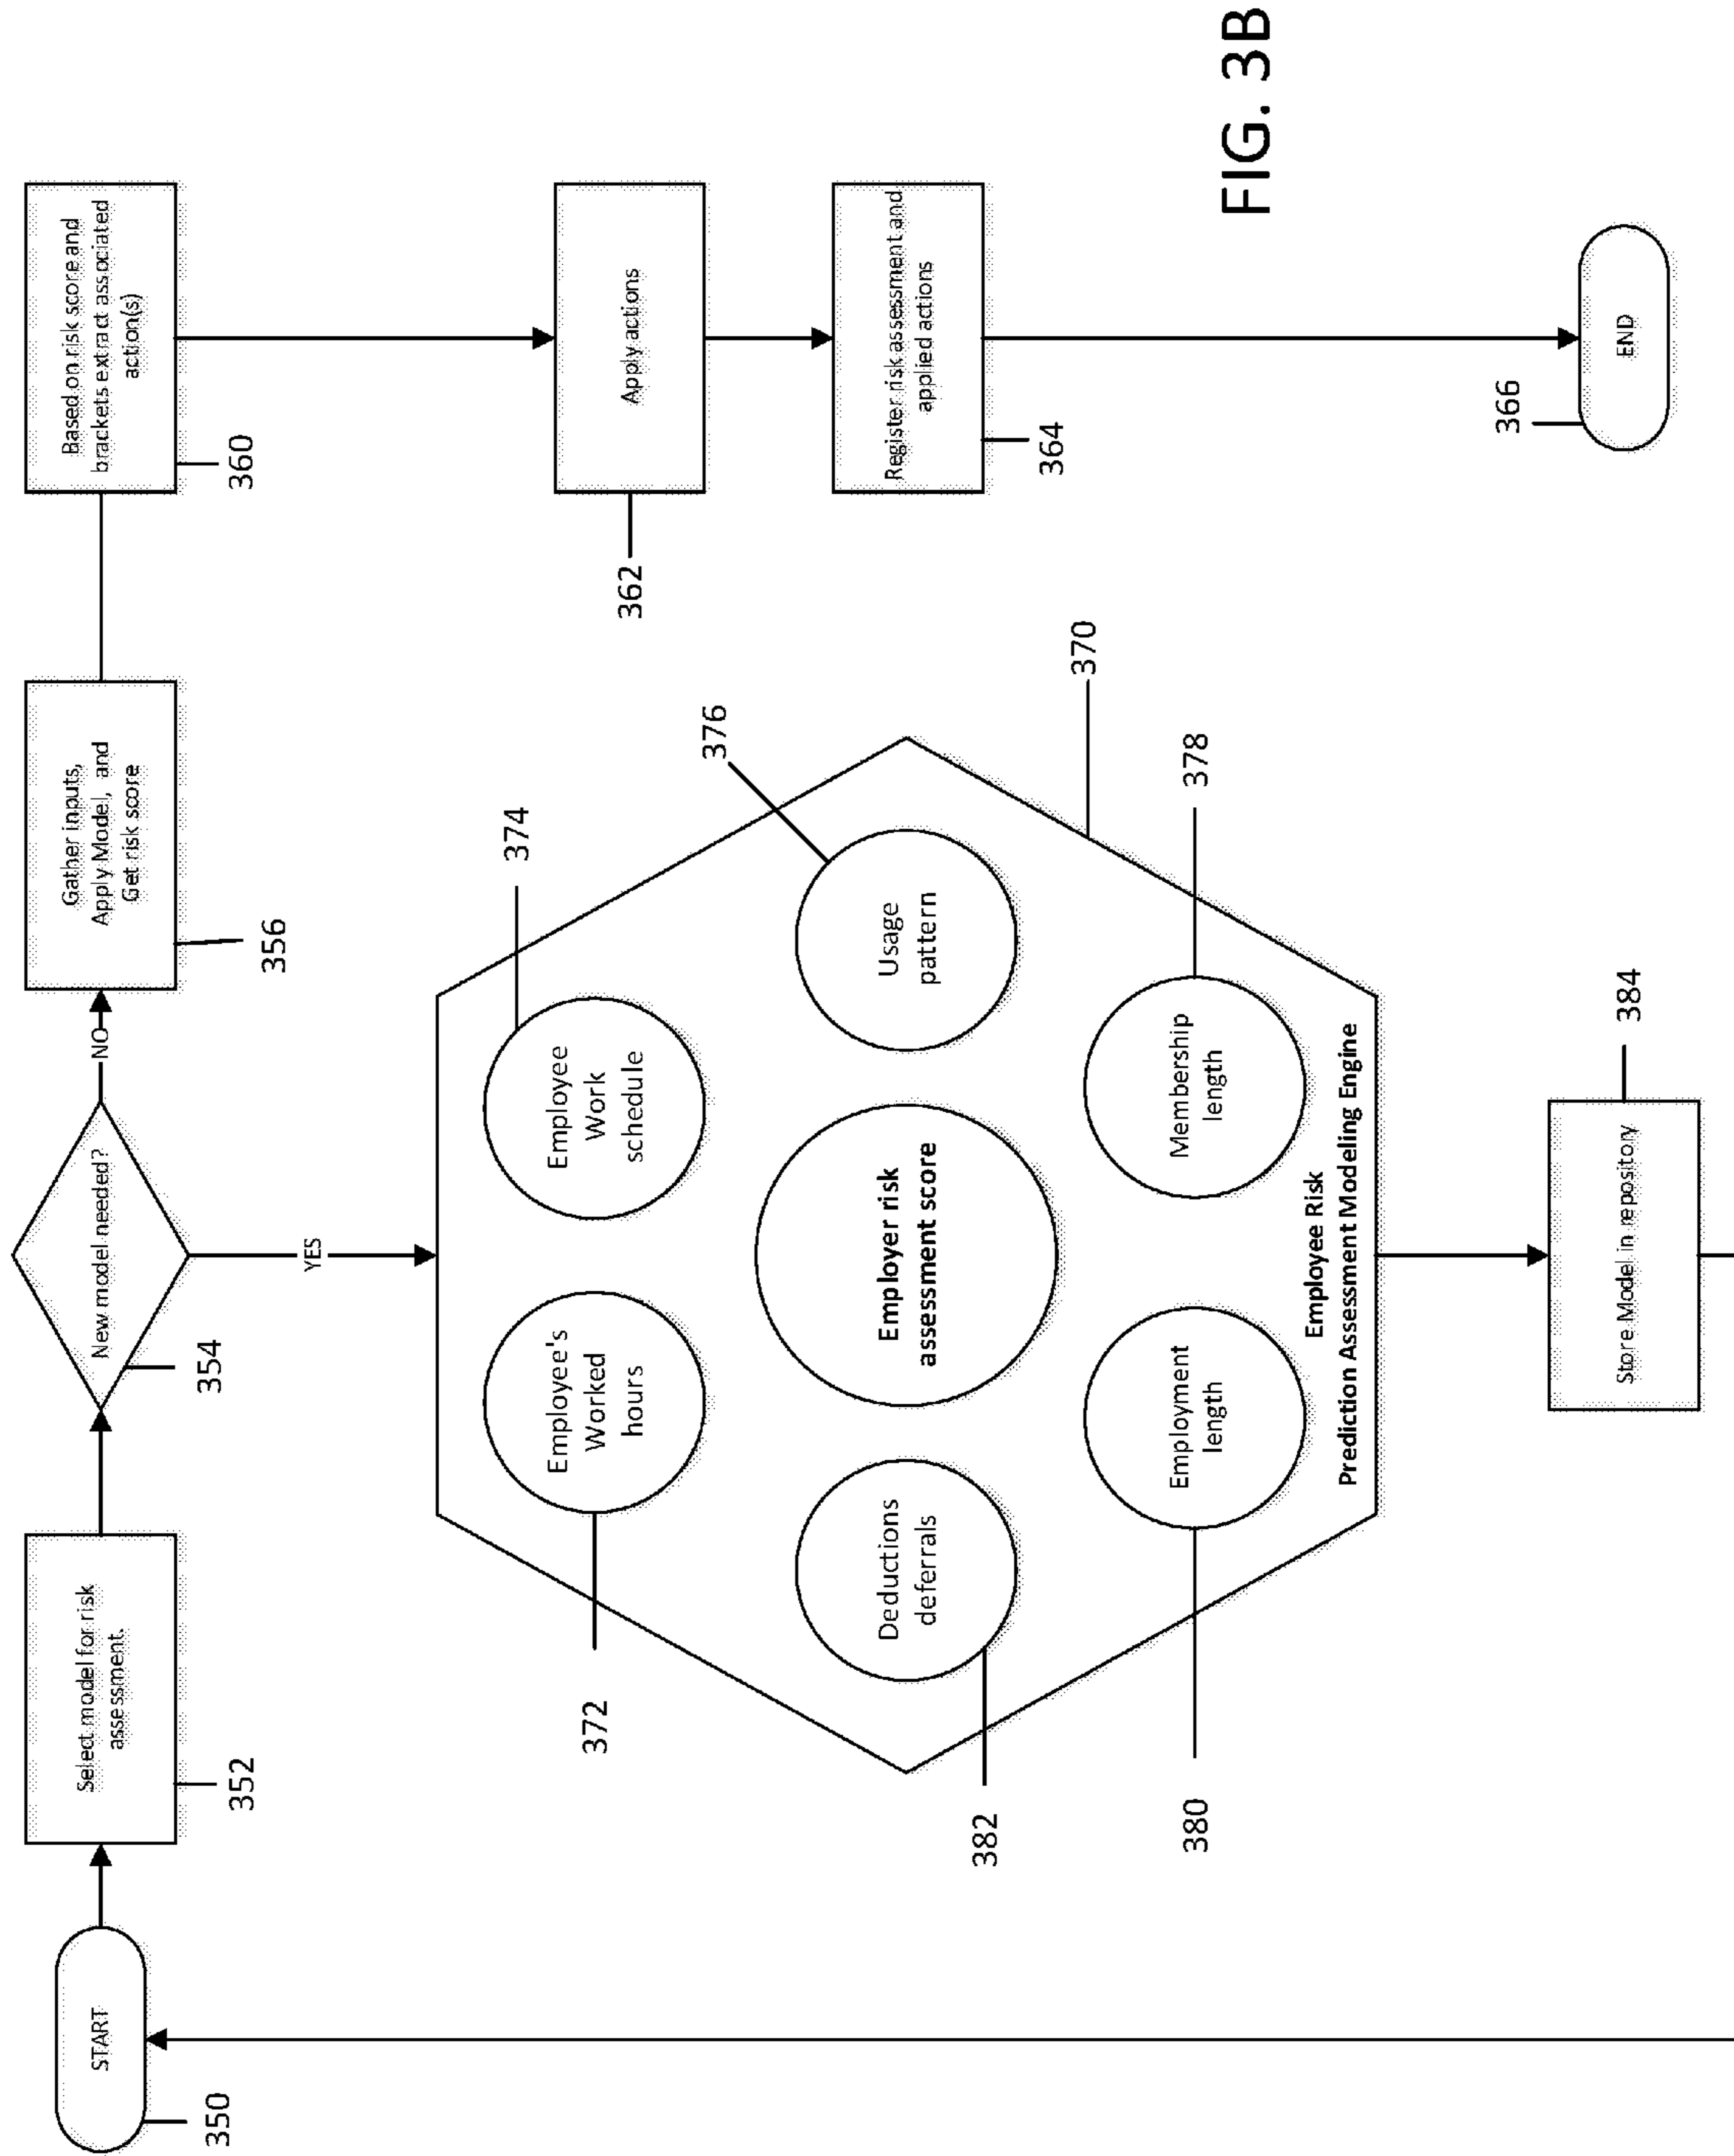 START
350
Select model for risk
assessment.
352
New model needed?
354
NO
YES
Gather inputs,
Apply Model, and
Get risk score
356
Based on risk score and
brackets extract associated
action(s)
360
Apply actions
362
Register risk assessment and
applied actions
364
END
366
Employee's
Worked
hours
372
Employee
Work
schedule
374
Usage
pattern
376
Membership
length
378
Employment
length
380
Deductions
deferrals
382
Employer risk
assessment score
Employee Risk
Prediction Assessment Modeling Engine
370
Store Model in repository
384
FIG. 3B